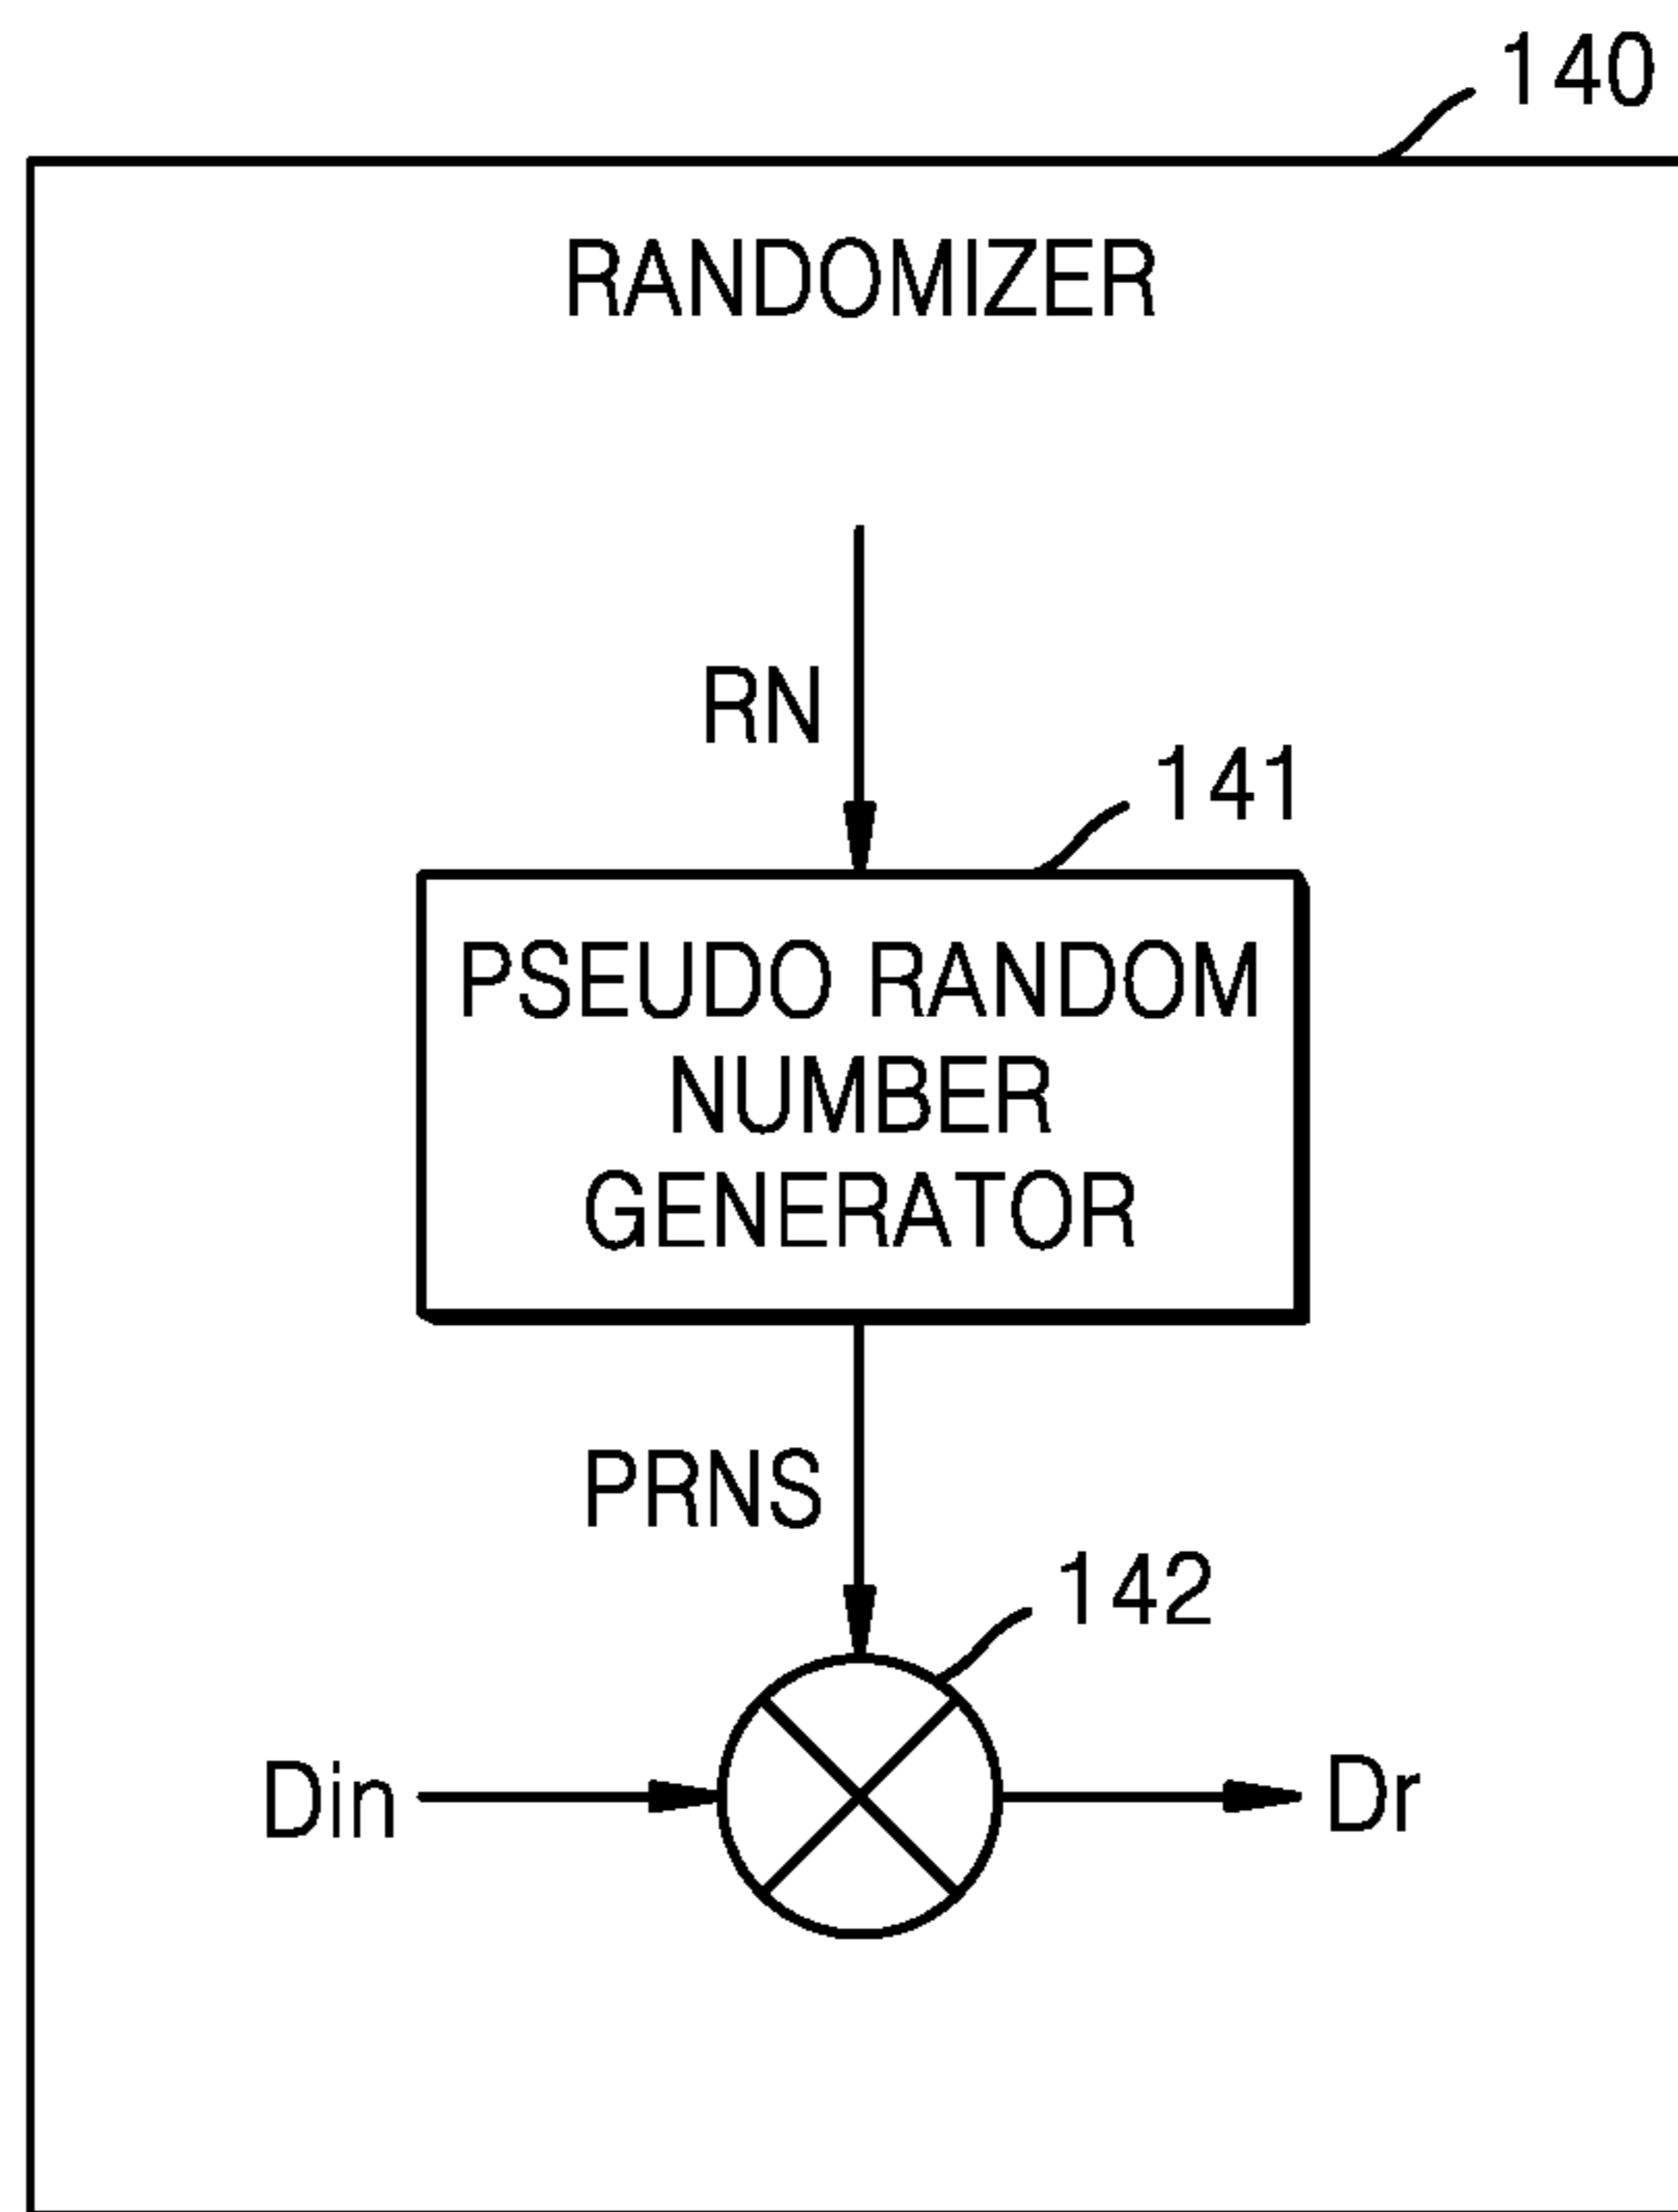 140
RANDOMIZER
RN
141
PSEUDO RANDOM
NUMBER
GENERATOR
PRNS
142
Din
Dr